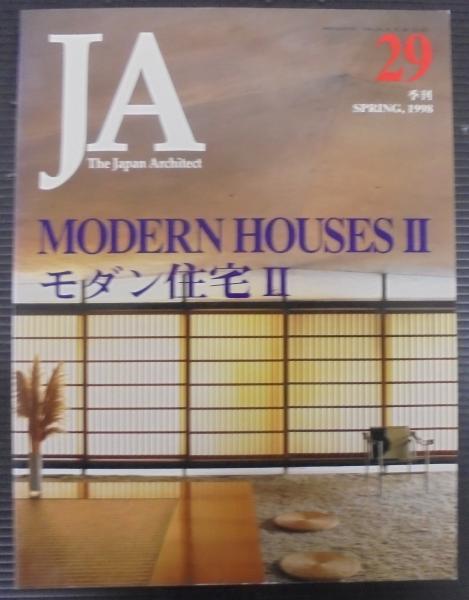 JA
The Japan Architect
29
季刊
SPRING, 1998
MODERN HOUSES II
モダン住宅 II